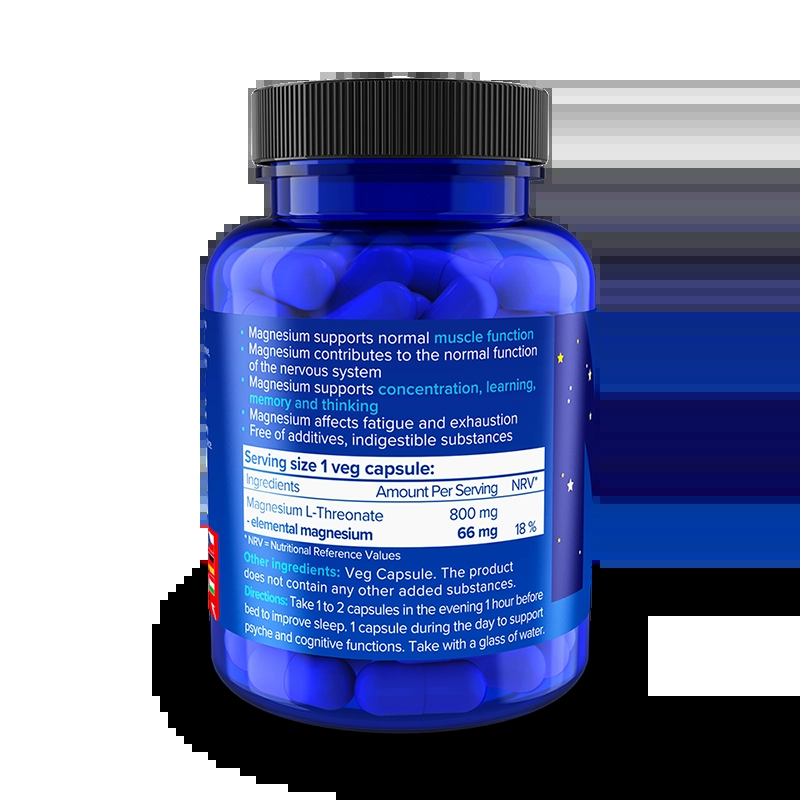 • Magnesium supports normal muscle function
• Magnesium contributes to the normal function
of the nervous system
• Magnesium supports concentration, learning,
memory and thinking
• Magnesium affects fatigue and exhaustion
• Free of additives, indigestible substances
Serving size 1 veg capsule:
Ingredients Amount Per Serving NRV*
Magnesium L-Threonate 800 mg
- elemental magnesium 66 mg 18 %
* NRV = Nutritional Reference Values
Other ingredients: Veg Capsule. The product
does not contain any other added substances.
Directions: Take 1 to 2 capsules in the evening 1 hour before
bed to improve sleep. 1 capsule during the day to support
psyche and cognitive functions. Take with a glass of water.